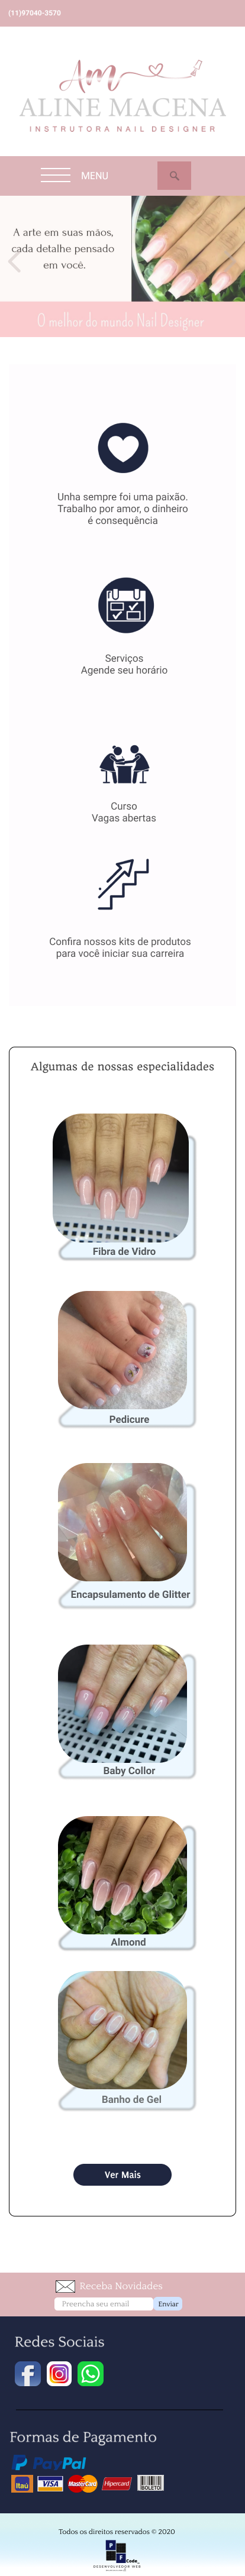 (11)97040-3570
Am
ALINE MACENA
INSTRUTORA NAIL DESIGNER
MENU
A arte em suas mãos,
cada detalhe pensado
em você.
O melhor do mundo Nail Designer
Unha sempre foi uma paixão.
Trabalho por amor, o dinheiro
é consequência
Serviços
Agende seu horário
Curso
Vagas abertas
Confira nossos kits de produtos
para você iniciar sua carreira
Algumas de nossas especialidades
Fibra de Vidro
Pedicure
Encapsulamento de Glitter
Baby Collor
Almond
Banho de Gel
Ver Mais
Receba Novidades
Preencha seu email
Enviar
Redes Sociais
Formas de Pagamento
PayPal
Itaú VISA MasterCard Hipercard BOLETO
Todos os direitos reservados © 2020
P
F Code_
DESENVOLVEDOR WEB